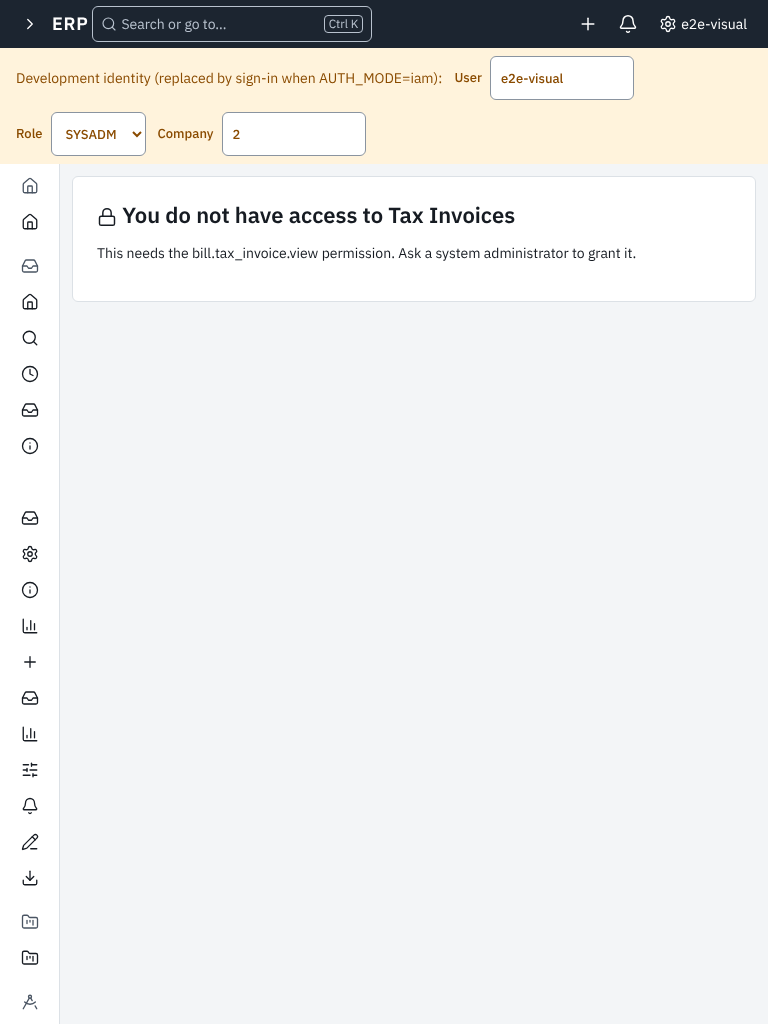 ERP
Search or go to...
Ctrl K
e2e-visual
Development identity (replaced by sign-in when AUTH_MODE=iam):
User
e2e-visual
Role
SYSADM
Company
2
You do not have access to Tax Invoices
This needs the bill.tax_invoice.view permission. Ask a system administrator to grant it.